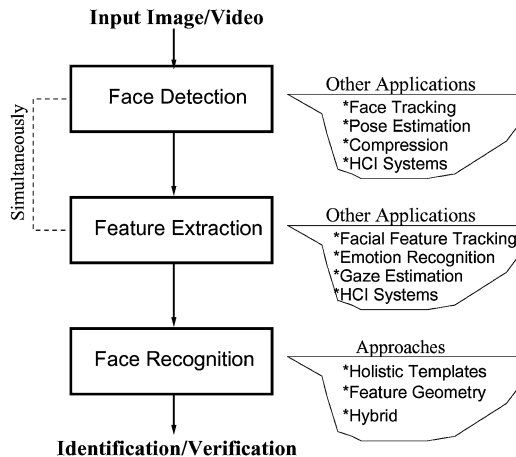 Input Image/Video
Face Detection
Other Applications
*Face Tracking
*Pose Estimation
*Compression
*HCI Systems
Simultaneously
Feature Extraction
Other Applications
*Facial Feature Tracking
*Emotion Recognition
*Gaze Estimation
*HCI Systems
Face Recognition
Approaches
*Holistic Templates
*Feature Geometry
*Hybrid
Identification/Verification